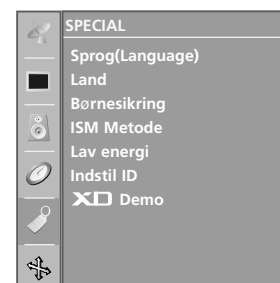 SPECIAL
Sprog(Language)
Land
Børnesikring
ISM Metode
Lav energi
Indstil ID
XD Demo